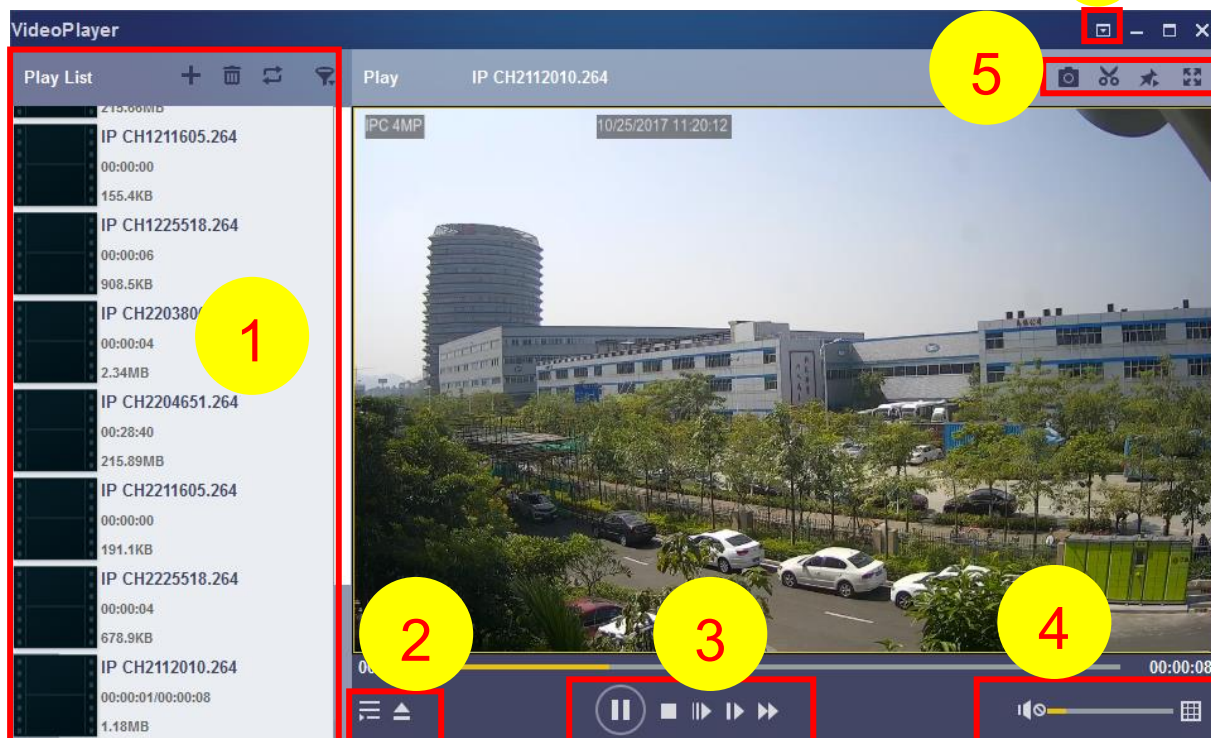 VideoPlayer
Play List
Play
IP CH2112010.264
5
215.66MB
IP CH1211605.264
00:00:00
155.4KB
IP CH1225518.264
00:00:06
908.5KB
IP CH220380
00:00:04
2.34MB
IP CH2204651.264
00:28:40
215.89MB
IP CH2211605.264
00:00:00
191.1KB
IP CH2225518.264
00:00:04
678.9KB
IP CH2112010.264
00:00:01/00:00:08
1.18MB
1
IPC 4MP
10/25/2017 11:20:12
2
3
4
00:00:08